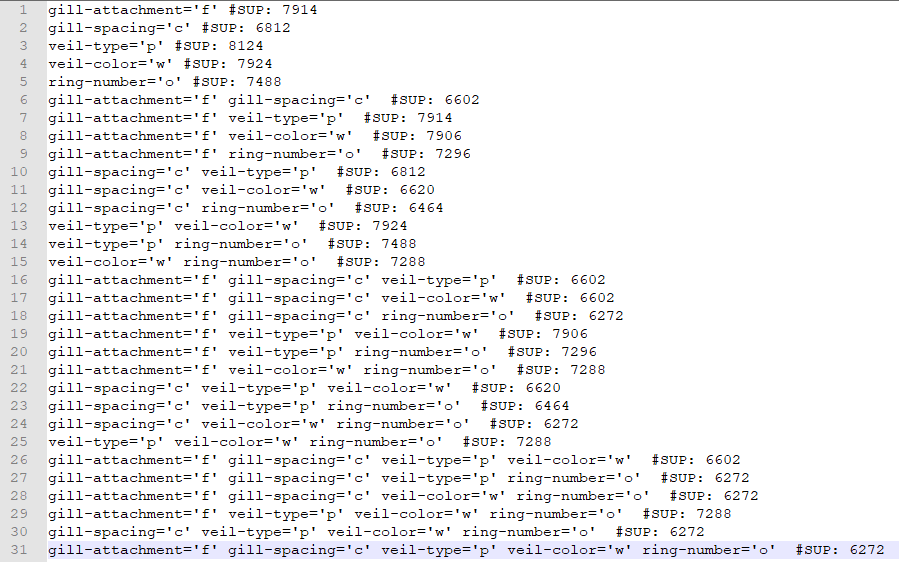 1 gill-attachment='f' #SUP: 7914
2 gill-spacing='c' #SUP: 6812
3 veil-type='p' #SUP: 8124
4 veil-color='w' #SUP: 7924
5 ring-number='o' #SUP: 7488
6 gill-attachment='f' gill-spacing='c'  #SUP: 6602
7 gill-attachment='f' veil-type='p'  #SUP: 7914
8 gill-attachment='f' veil-color='w'  #SUP: 7906
9 gill-attachment='f' ring-number='o'  #SUP: 7296
10 gill-spacing='c' veil-type='p'  #SUP: 6812
11 gill-spacing='c' veil-color='w'  #SUP: 6620
12 gill-spacing='c' ring-number='o'  #SUP: 6464
13 veil-type='p' veil-color='w'  #SUP: 7924
14 veil-type='p' ring-number='o'  #SUP: 7488
15 veil-color='w' ring-number='o'  #SUP: 7288
16 gill-attachment='f' gill-spacing='c' veil-type='p'  #SUP: 6602
17 gill-attachment='f' gill-spacing='c' veil-color='w'  #SUP: 6602
18 gill-attachment='f' gill-spacing='c' ring-number='o'  #SUP: 6272
19 gill-attachment='f' veil-type='p' veil-color='w'  #SUP: 7906
20 gill-attachment='f' veil-type='p' ring-number='o'  #SUP: 7296
21 gill-attachment='f' veil-color='w' ring-number='o'  #SUP: 7288
22 gill-spacing='c' veil-type='p' veil-color='w'  #SUP: 6620
23 gill-spacing='c' veil-type='p' ring-number='o'  #SUP: 6464
24 gill-spacing='c' veil-color='w' ring-number='o'  #SUP: 6272
25 veil-type='p' veil-color='w' ring-number='o'  #SUP: 7288
26 gill-attachment='f' gill-spacing='c' veil-type='p' veil-color='w'  #SUP: 6602
27 gill-attachment='f' gill-spacing='c' veil-type='p' ring-number='o'  #SUP: 6272
28 gill-attachment='f' gill-spacing='c' veil-color='w' ring-number='o'  #SUP: 6272
29 gill-attachment='f' veil-type='p' veil-color='w' ring-number='o'  #SUP: 7288
30 gill-spacing='c' veil-type='p' veil-color='w' ring-number='o'  #SUP: 6272
31 gill-attachment='f' gill-spacing='c' veil-type='p' veil-color='w' ring-number='o'  #SUP: 6272